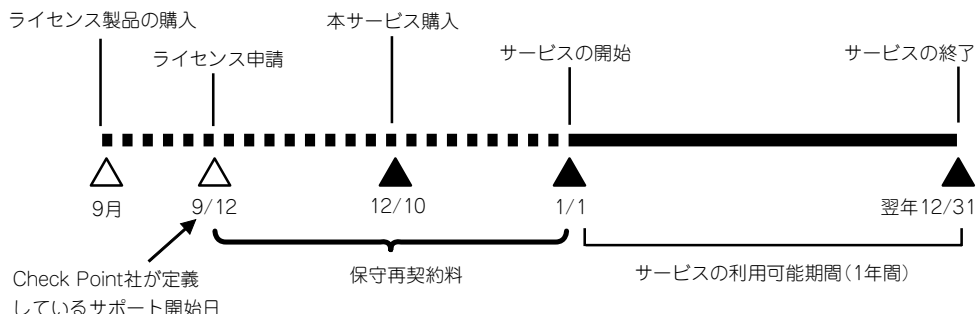 ライセンス製品の購入
ライセンス申請
本サービス購入
サービスの開始
サービスの終了
9月
9/12
12/10
1/1
翌年12/31
Check Point社が定義
しているサポート開始日
保守再契約料
サービスの利用可能期間(1年間)